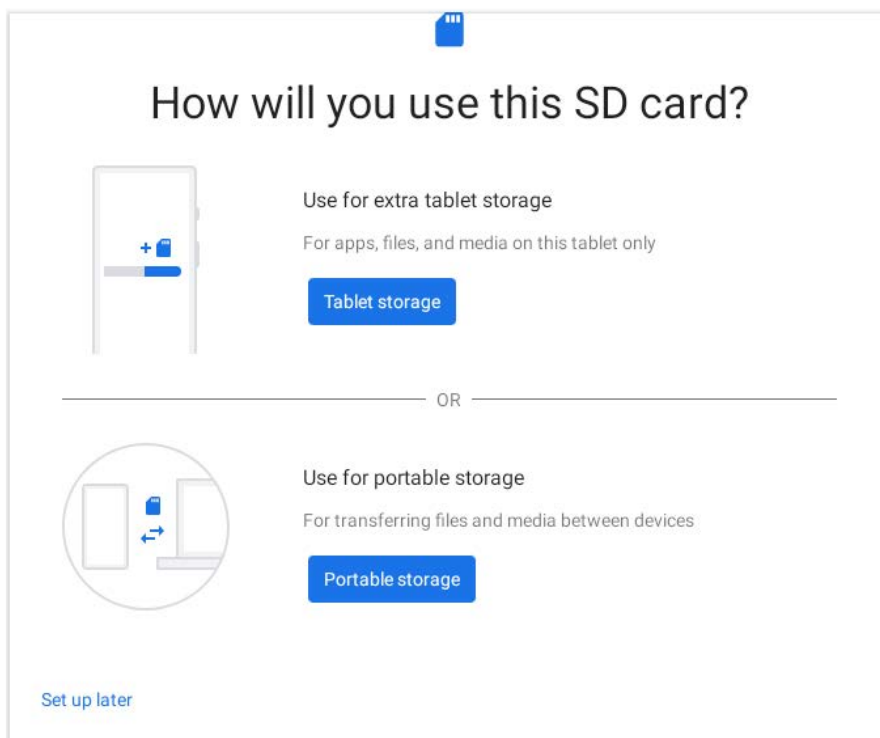 How will you use this SD card?
Use for extra tablet storage
For apps, files, and media on this tablet only
Tablet storage
OR
Use for portable storage
For transferring files and media between devices
Portable storage
Set up later